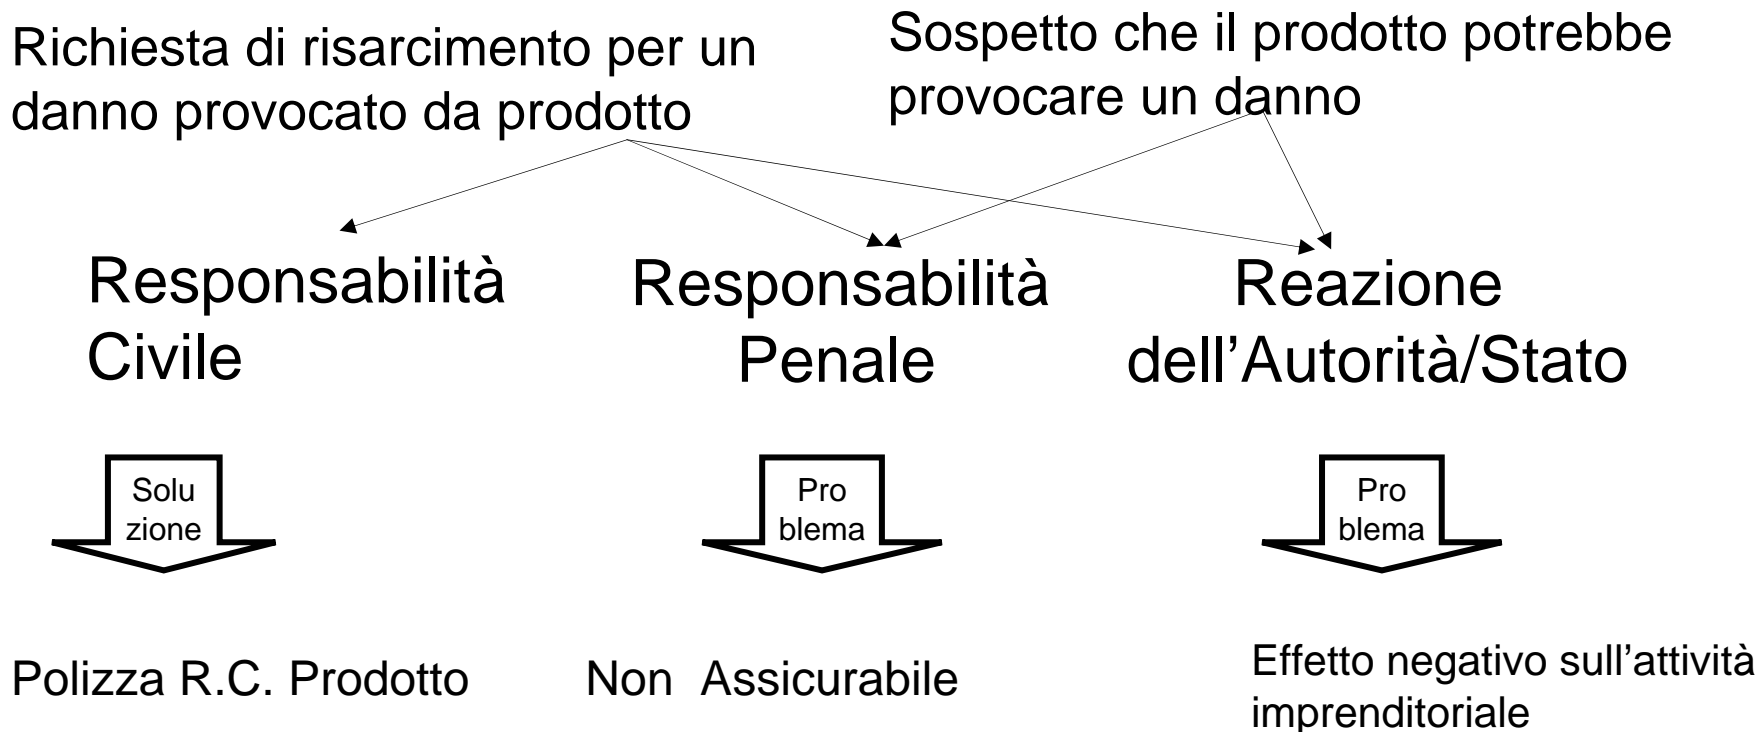 Richiesta di risarcimento per un
danno provocato da prodotto
Sospetto che il prodotto potrebbe
provocare un danno
Responsabilità
Civile
Responsabilità
Penale
Reazione
dell’Autorità/Stato
Solu
zione
Pro
blema
Pro
blema
Polizza R.C. Prodotto
Non Assicurabile
Effetto negativo sull’attività
imprenditoriale